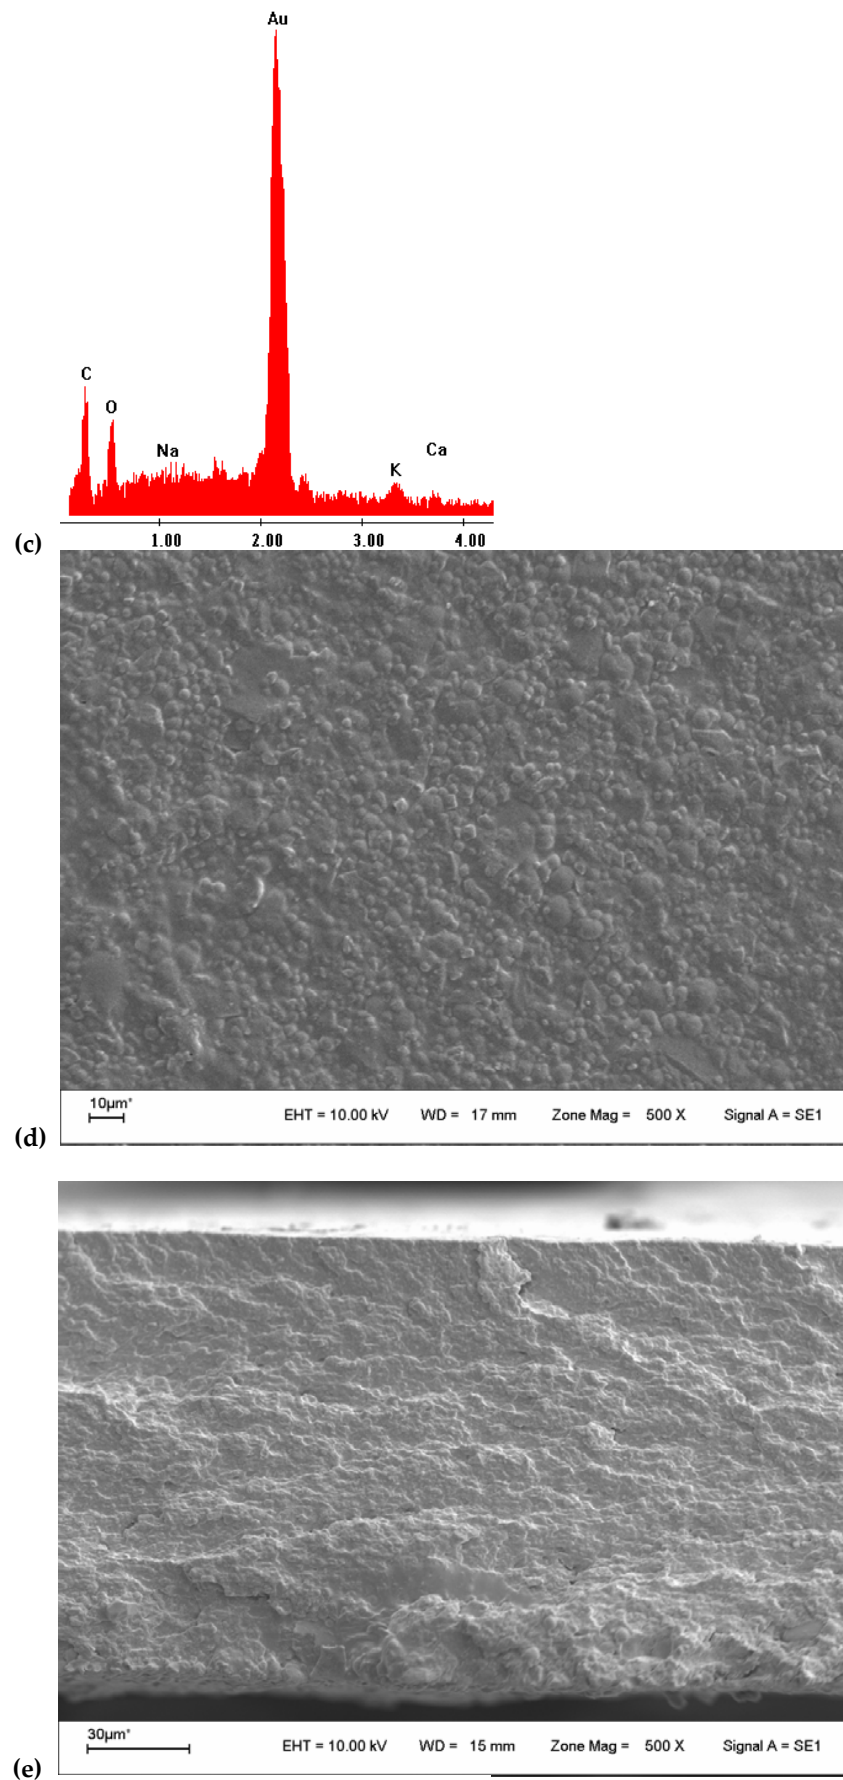 Au
C
O
Na
Ca
K
1.00 2.00 3.00 4.00
(c)
10µm*
EHT = 10.00 kV WD = 17 mm Zone Mag = 500 X Signal A = SE1
(d)
30µm*
EHT = 10.00 kV WD = 15 mm Zone Mag = 500 X Signal A = SE1
(e)